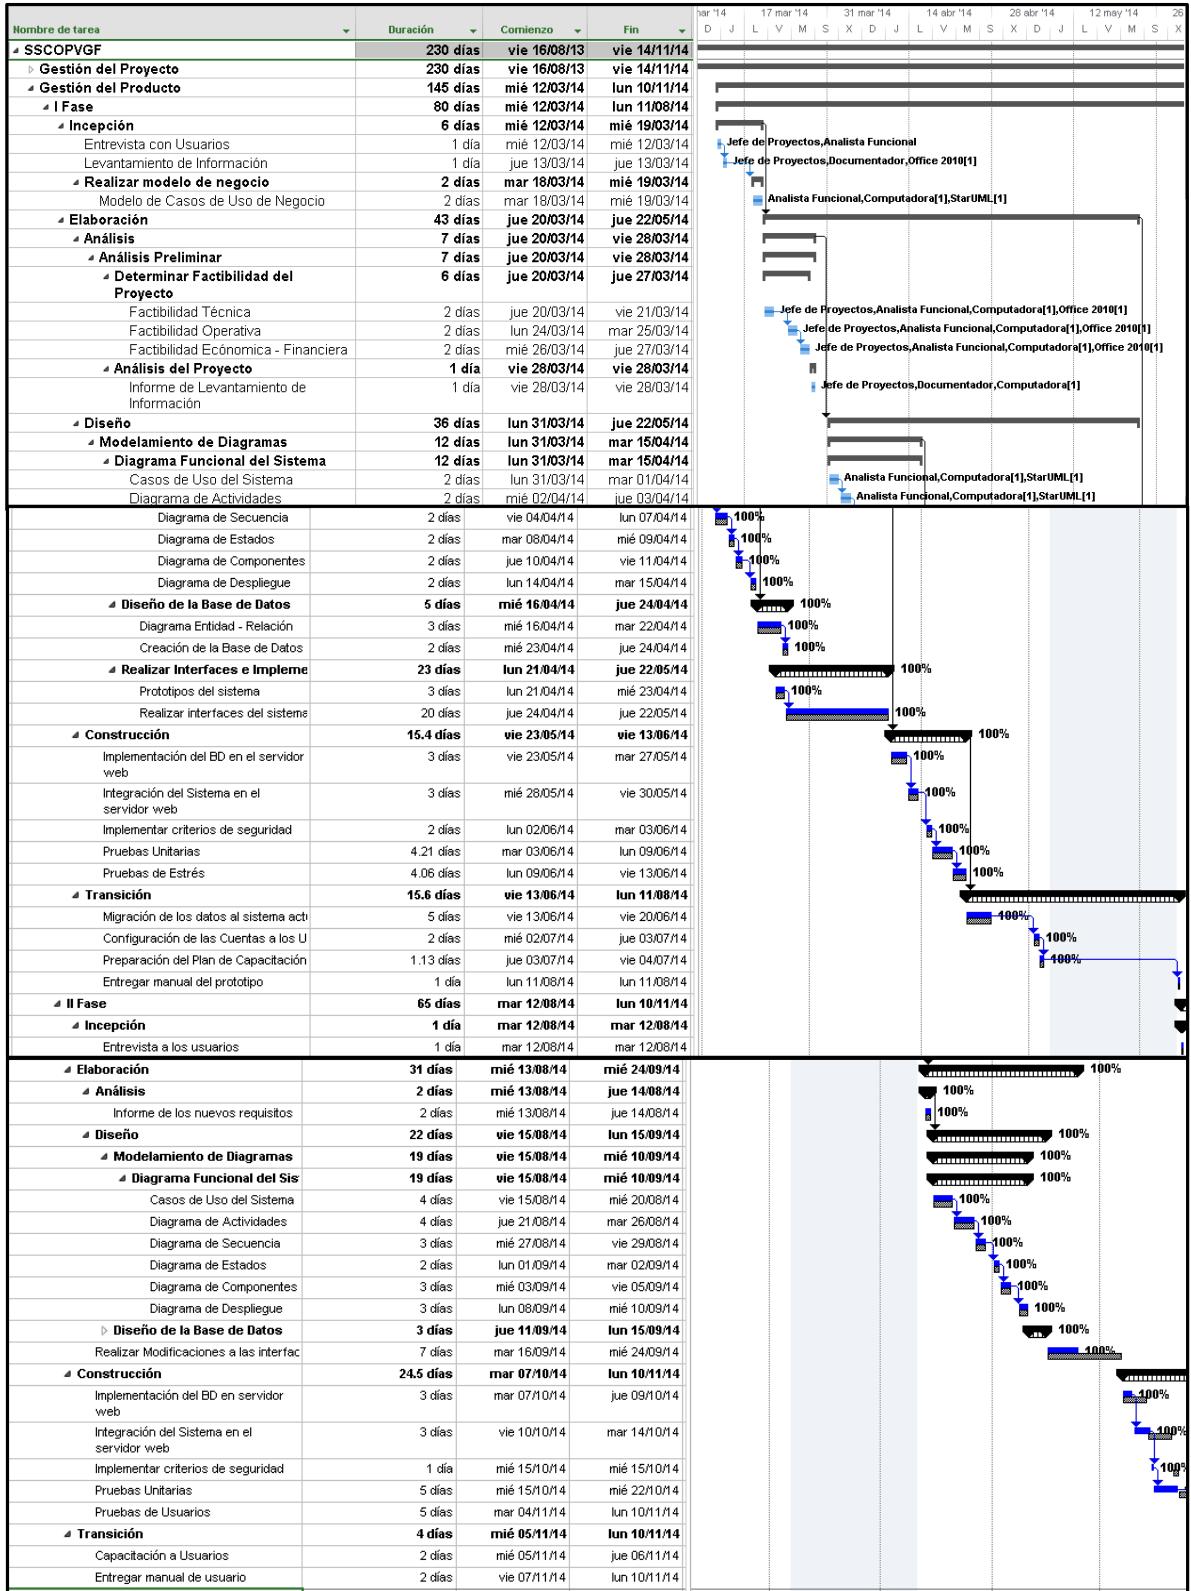 mar '14 17 mar '14 31 mar '14 14 abr '14 28 abr '14 12 may '14 26
Nombre de tarea Duración Comienzo Fin D J L V M S X D J L V M S X
SSCOPVGF 230 días vie 16/08/13 vie 14/11/14
Gestión del Proyecto 230 días vie 16/08/13 vie 14/11/14
Gestión del Producto 145 días mié 12/03/14 lun 10/11/14
I Fase 80 días mié 12/03/14 lun 11/08/14
Incepción 6 días mié 12/03/14 mié 19/03/14
Entrevista con Usuarios 1 día mié 12/03/14 mié 12/03/14 Jefe de Proyectos,Analista Funcional
Levantamiento de Información 1 día jue 13/03/14 jue 13/03/14 Jefe de Proyectos,Documentador,Office 2010[1]
Realizar modelo de negocio 2 días mar 18/03/14 mié 19/03/14
Modelo de Casos de Uso de Negocio 2 días mar 18/03/14 mié 19/03/14 Analista Funcional,Computadora[1],StarUML[1]
Elaboración 43 días jue 20/03/14 jue 22/05/14
Análisis 7 días jue 20/03/14 vie 28/03/14
Análisis Preliminar 7 días jue 20/03/14 vie 28/03/14
Determinar Factibilidad del 6 días jue 20/03/14 jue 27/03/14
Proyecto
Factibilidad Técnica 2 días jue 20/03/14 vie 21/03/14 Jefe de Proyectos,Analista Funcional,Computadora[1],Office 2010[1]
Factibilidad Operativa 2 días lun 24/03/14 mar 25/03/14 Jefe de Proyectos,Analista Funcional,Computadora[1],Office 2010[1]
Factibilidad Ecónomica - Financiera 2 días mié 26/03/14 jue 27/03/14 Jefe de Proyectos,Analista Funcional,Computadora[1],Office 2010[1]
Análisis del Proyecto 1 día vie 28/03/14 vie 28/03/14
Informe de Levantamiento de 1 día vie 28/03/14 vie 28/03/14 Jefe de Proyectos,Documentador,Computadora[1]
Información
Diseño 36 días lun 31/03/14 jue 22/05/14
Modelamiento de Diagramas 12 días lun 31/03/14 mar 15/04/14
Diagrama Funcional del Sistema 12 días lun 31/03/14 mar 15/04/14
Casos de Uso del Sistema 2 días lun 31/03/14 mar 01/04/14 Analista Funcional,Computadora[1],StarUML[1]
Diagrama de Actividades 2 días mié 02/04/14 jue 03/04/14 Analista Funcional,Computadora[1],StarUML[1]
Diagrama de Secuencia 2 días vie 04/04/14 lun 07/04/14 100%
Diagrama de Estados 2 días mar 08/04/14 mié 09/04/14 100%
Diagrama de Componentes 2 días jue 10/04/14 vie 11/04/14 100%
Diagrama de Despliegue 2 días lun 14/04/14 mar 15/04/14 100%
Diseño de la Base de Datos 5 días mié 16/04/14 jue 24/04/14 100%
Diagrama Entidad - Relación 3 días mié 16/04/14 mar 22/04/14 100%
Creación de la Base de Datos 2 días mié 23/04/14 jue 24/04/14 100%
Realizar Interfaces e Impleme 23 días lun 21/04/14 jue 22/05/14 100%
Prototipos del sistema 3 días lun 21/04/14 mié 23/04/14 100%
Realizar interfaces del sistema 20 días jue 24/04/14 jue 22/05/14 100%
Construcción 15.4 días vie 23/05/14 vie 13/06/14 100%
Implementación del BD en el servidor 3 días vie 23/05/14 mar 27/05/14 100%
web
Integración del Sistema en el 3 días mié 28/05/14 vie 30/05/14 100%
servidor web
Implementar criterios de seguridad 2 días lun 02/06/14 mar 03/06/14 100%
Pruebas Unitarias 4.21 días mar 03/06/14 lun 09/06/14 100%
Pruebas de Estrés 4.06 días lun 09/06/14 vie 13/06/14 100%
Transición 15.6 días vie 13/06/14 lun 11/08/14
Migración de los datos al sistema actu 5 días vie 13/06/14 vie 20/06/14 100%
Configuración de las Cuentas a los U 2 días mié 02/07/14 jue 03/07/14 100%
Preparación del Plan de Capacitación 1.13 días jue 03/07/14 vie 04/07/14 100%
Entregar manual del prototipo 1 día lun 11/08/14 lun 11/08/14
II Fase 65 días mar 12/08/14 lun 10/11/14
Incepción 1 día mar 12/08/14 mar 12/08/14
Entrevista a los usuarios 1 día mar 12/08/14 mar 12/08/14
Elaboración 31 días mié 13/08/14 mié 24/09/14 100%
Análisis 2 días mié 13/08/14 jue 14/08/14 100%
Informe de los nuevos requisitos 2 días mié 13/08/14 jue 14/08/14 100%
Diseño 22 días vie 15/08/14 lun 15/09/14 100%
Modelamiento de Diagramas 19 días vie 15/08/14 mié 10/09/14 100%
Diagrama Funcional del Sis 19 días vie 15/08/14 mié 10/09/14 100%
Casos de Uso del Sistema 4 días vie 15/08/14 mié 20/08/14 100%
Diagrama de Actividades 4 días jue 21/08/14 mar 26/08/14 100%
Diagrama de Secuencia 3 días mié 27/08/14 vie 29/08/14 100%
Diagrama de Estados 2 días lun 01/09/14 mar 02/09/14 100%
Diagrama de Componentes 3 días mié 03/09/14 vie 05/09/14 100%
Diagrama de Despliegue 3 días lun 08/09/14 mié 10/09/14 100%
Diseño de la Base de Datos 3 días jue 11/09/14 lun 15/09/14 100%
Realizar Modificaciones a las interfac 7 días mar 16/09/14 mié 24/09/14 100%
Construcción 24.5 días mar 07/10/14 lun 10/11/14
Implementación del BD en servidor 3 días mar 07/10/14 jue 09/10/14 100%
web
Integración del Sistema en el 3 días vie 10/10/14 mar 14/10/14 100%
servidor web
Implementar criterios de seguridad 1 día mié 15/10/14 mié 15/10/14 100%
Pruebas Unitarias 5 días mié 15/10/14 mié 22/10/14
Pruebas de Usuarios 5 días mar 04/11/14 lun 10/11/14
Transición 4 días mié 05/11/14 lun 10/11/14
Capacitación a Usuarios 2 días mié 05/11/14 jue 06/11/14
Entregar manual de usuario 2 días vie 07/11/14 lun 10/11/14